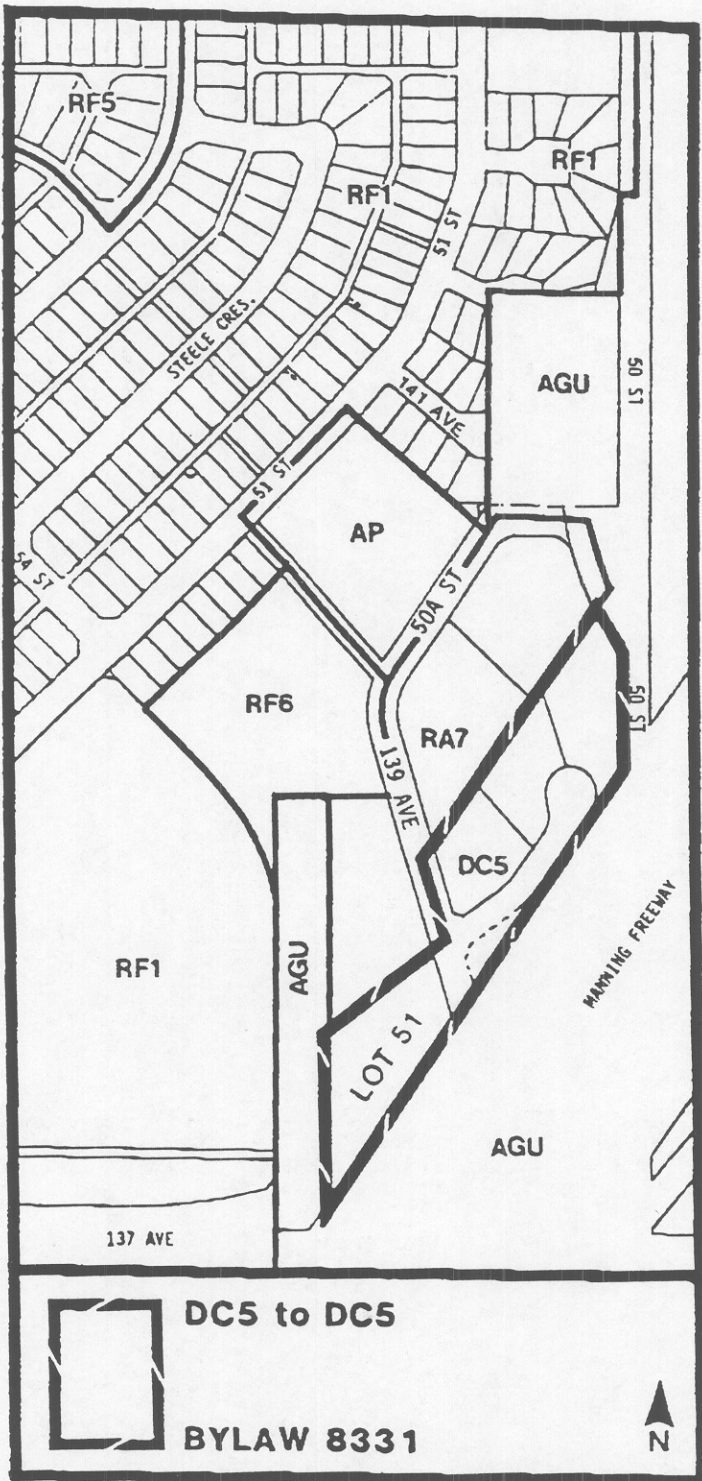 RF5
RF1
RF1
51 ST
STEELE CRES.
AGU
50 ST
141 AVE
51 ST
AP
54 ST
50A ST
RF6
RA7
50 ST
139 AVE
DC5
MANNING FREEWAY
RF1
AGU
LOT 51
AGU
137 AVE
DC5 to DC5
BYLAW 8331
N